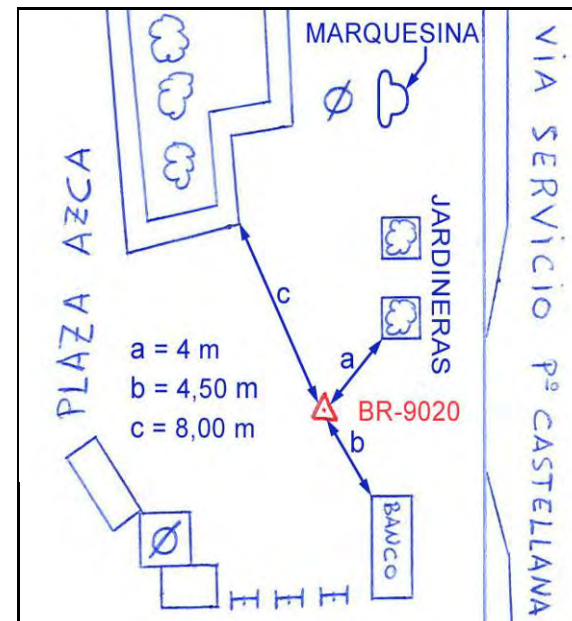 MARQUESINA
VIA SERVICIO Pº CASTELLANA
PLAZA AZCA
JARDINERAS
c
a
a = 4 m
b = 4,50 m
c = 8,00 m
BR-9020
b
BANCO